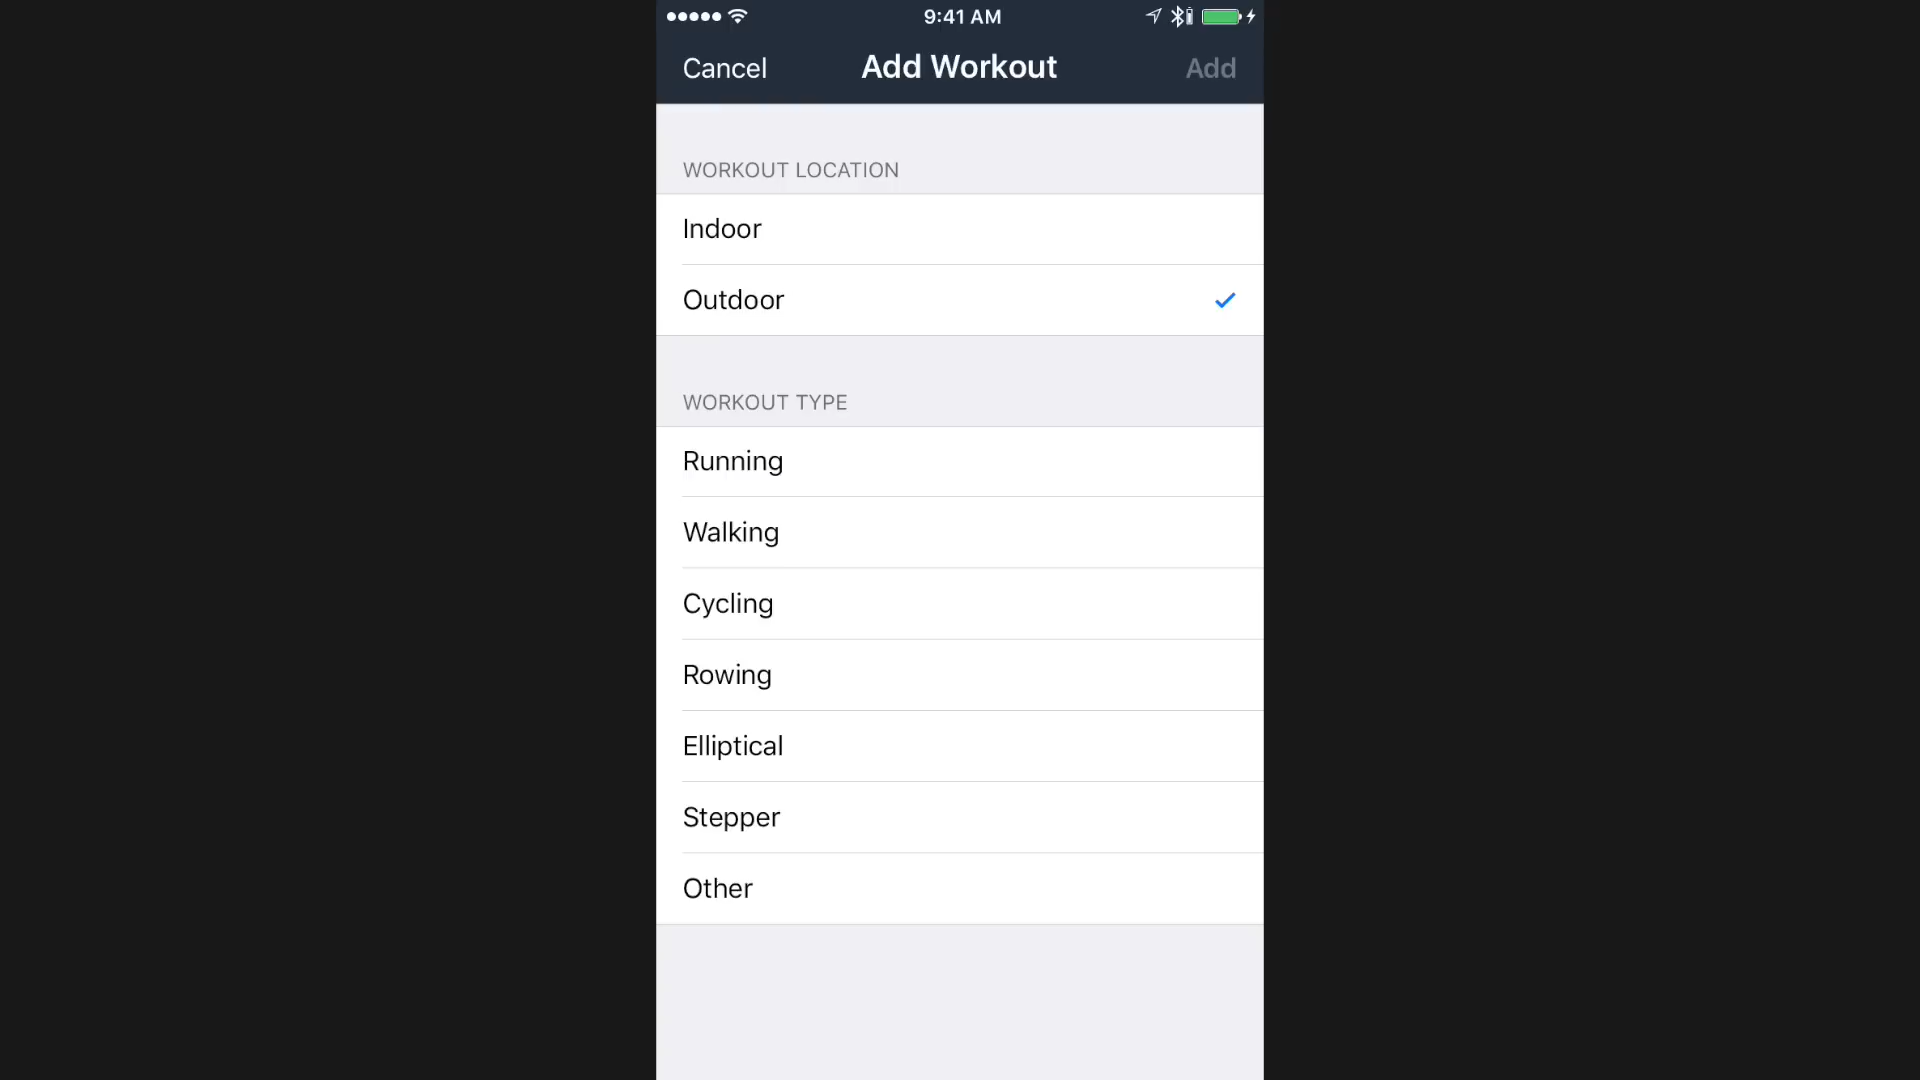 9:41 AM
Cancel Add Workout Add
WORKOUT LOCATION
Indoor
Outdoor
WORKOUT TYPE
Running
Walking
Cycling
Rowing
Elliptical
Stepper
Other